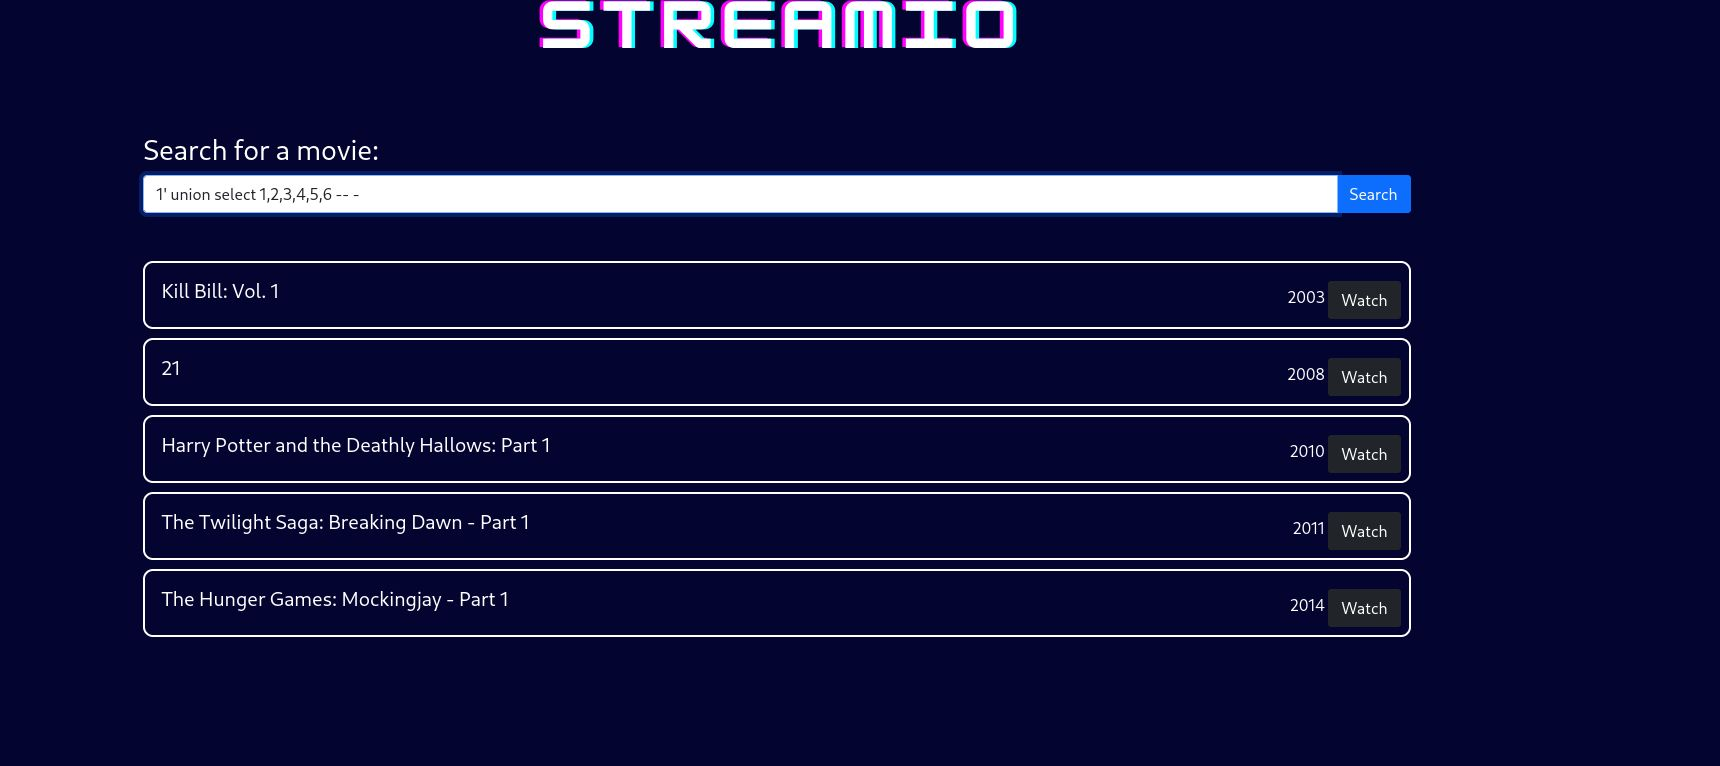 STREAMIO
Search for a movie:
1' union select 1,2,3,4,5,6 -- -
Search
Kill Bill: Vol. 1
2003 Watch
21
2008 Watch
Harry Potter and the Deathly Hallows: Part 1
2010 Watch
The Twilight Saga: Breaking Dawn - Part 1
2011 Watch
The Hunger Games: Mockingjay - Part 1
2014 Watch